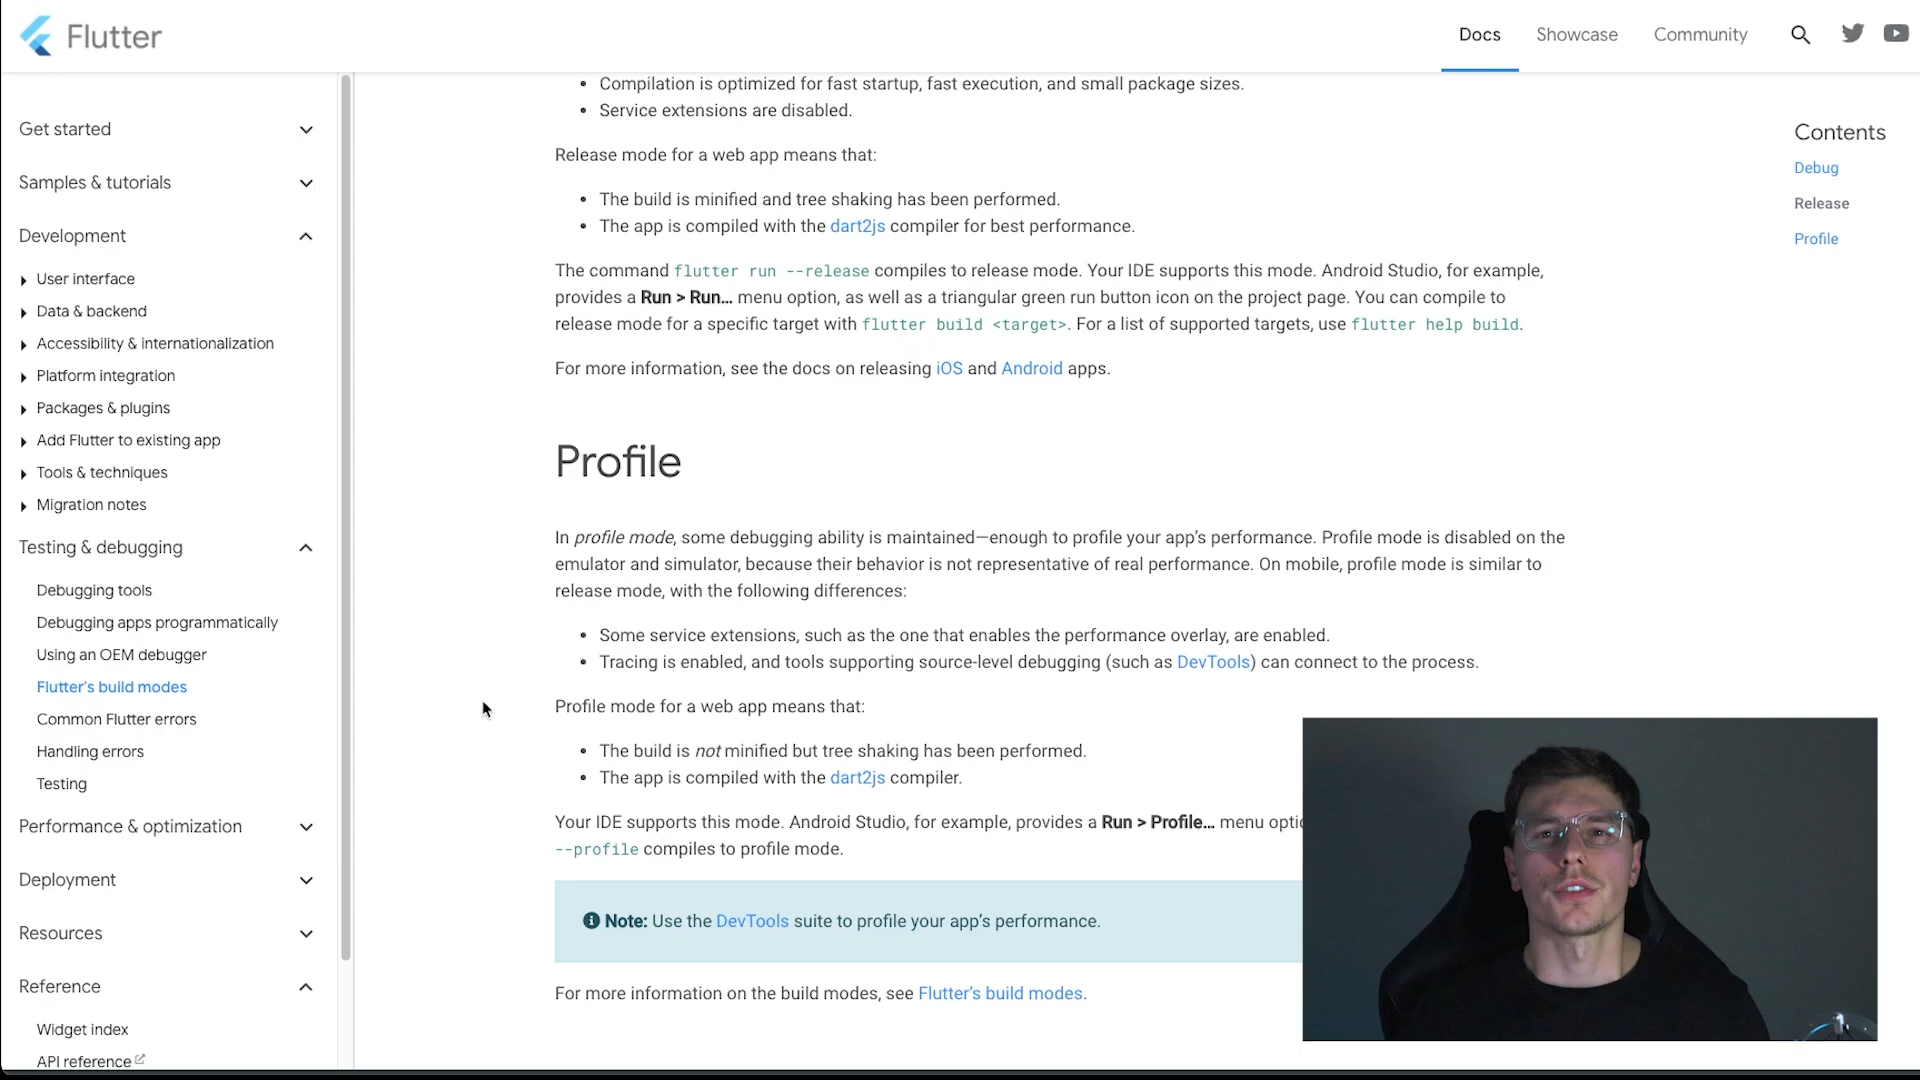 Flutter
Docs
Showcase
Community
Get started
Samples & tutorials
Development
User interface
Data & backend
Accessibility & internationalization
Platform integration
Packages & plugins
Add Flutter to existing app
Tools & techniques
Migration notes
Testing & debugging
Debugging tools
Debugging apps programmatically
Using an OEM debugger
Flutter's build modes
Common Flutter errors
Handling errors
Testing
Performance & optimization
Deployment
Resources
Reference
Widget index
API reference
• Compilation is optimized for fast startup, fast execution, and small package sizes.
• Service extensions are disabled.
Release mode for a web app means that:
• The build is minified and tree shaking has been performed.
• The app is compiled with the dart2js compiler for best performance.
The command flutter run --release compiles to release mode. Your IDE supports this mode. Android Studio, for example,
provides a Run > Run... menu option, as well as a triangular green run button icon on the project page. You can compile to
release mode for a specific target with flutter build <target>. For a list of supported targets, use flutter help build.
For more information, see the docs on releasing iOS and Android apps.
Profile
In profile mode, some debugging ability is maintained—enough to profile your app's performance. Profile mode is disabled on the
emulator and simulator, because their behavior is not representative of real performance. On mobile, profile mode is similar to
release mode, with the following differences:
• Some service extensions, such as the one that enables the performance overlay, are enabled.
• Tracing is enabled, and tools supporting source-level debugging (such as DevTools) can connect to the process.
Profile mode for a web app means that:
• The build is not minified but tree shaking has been performed.
• The app is compiled with the dart2js compiler.
Your IDE supports this mode. Android Studio, for example, provides a Run > Profile... menu
--profile compiles to profile mode.
Note: Use the DevTools suite to profile your app's performance.
For more information on the build modes, see Flutter's build modes.
Contents
Debug
Release
Profile